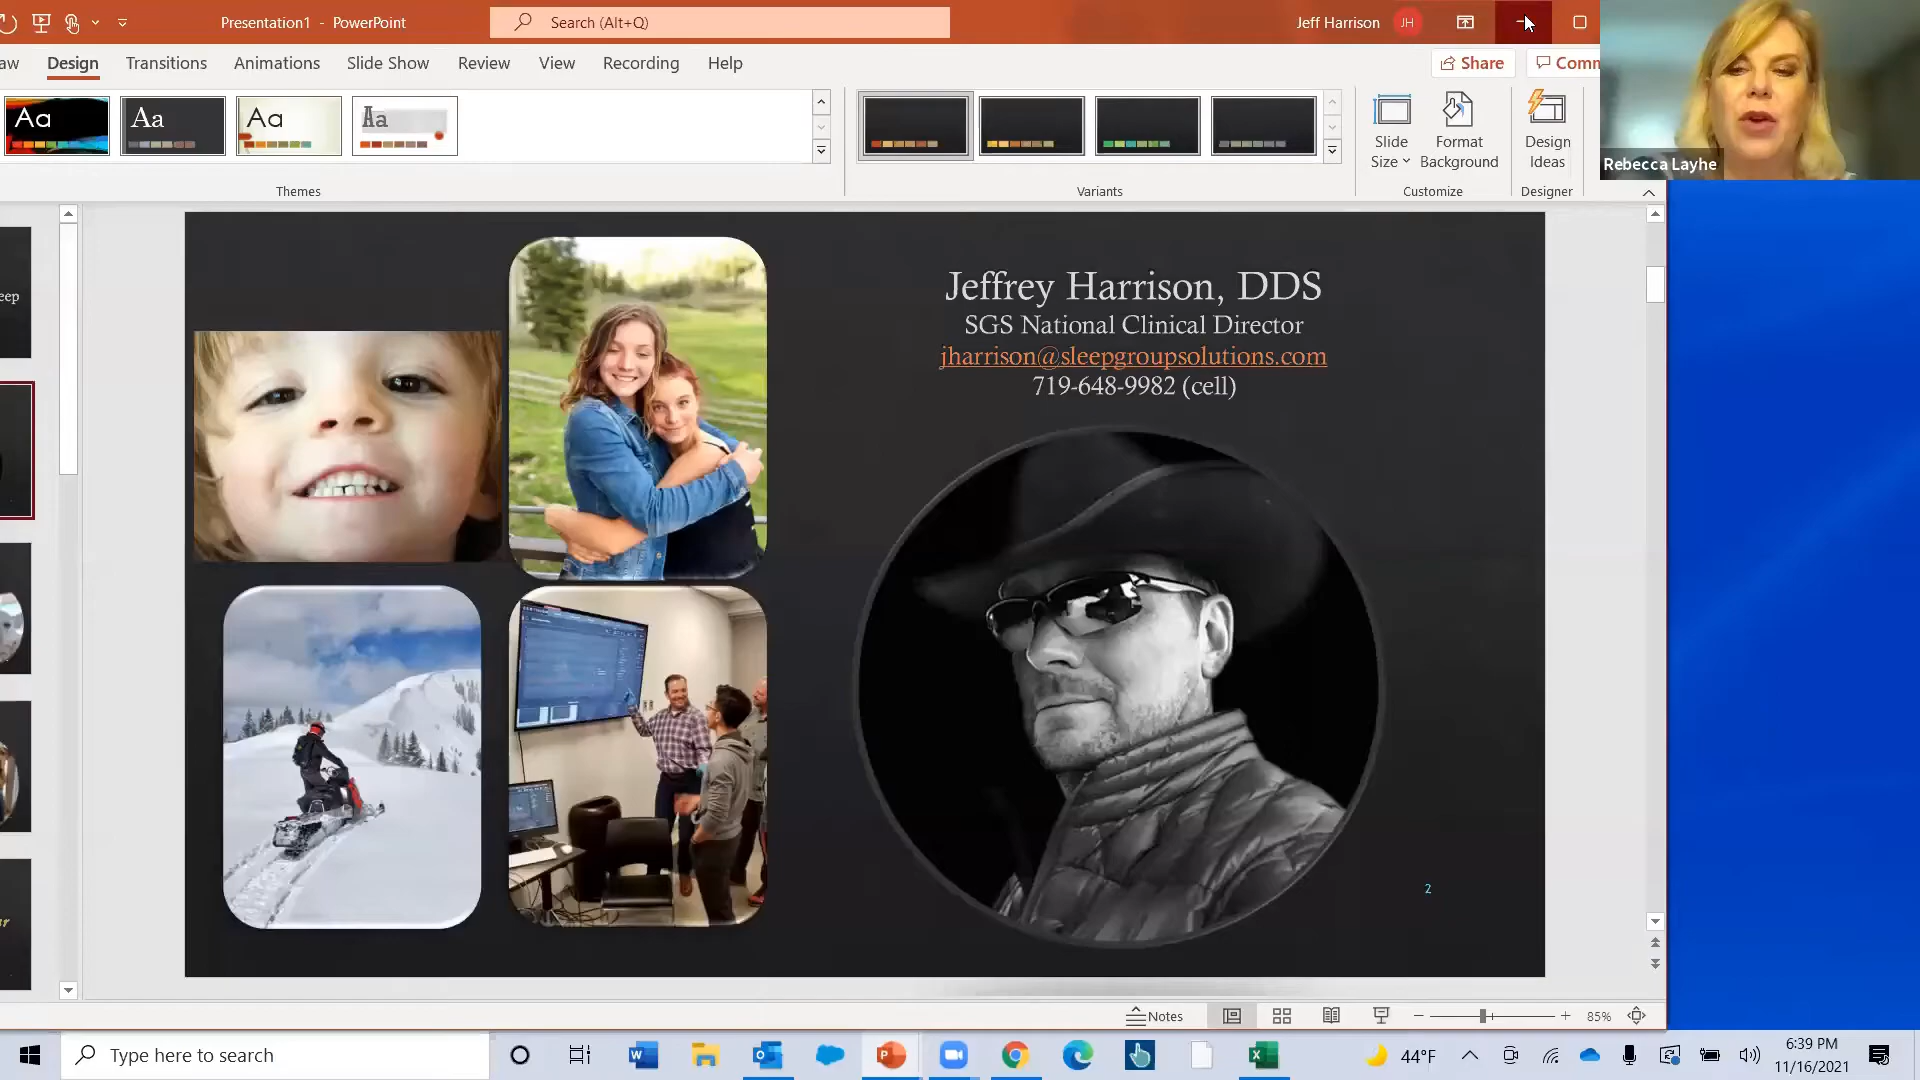 Presentation1 - PowerPoint
Search (Alt+Q)
Jeff Harrison
JH
aw
Design
Transitions
Animations
Slide Show
Review
View
Recording
Help
Share
Comm
Aa
Aa
Aa
Aa
Slide
Size
Format
Background
Design
Ideas
Themes
Variants
Customize
Designer
Rebecca Layhe
eep
Jeffrey Harrison, DDS
SGS National Clinical Director
jharrison@sleepgroupsolutions.com
719-648-9982 (cell)
2
Notes
85%
Type here to search
44°F
6:39 PM
11/16/2021